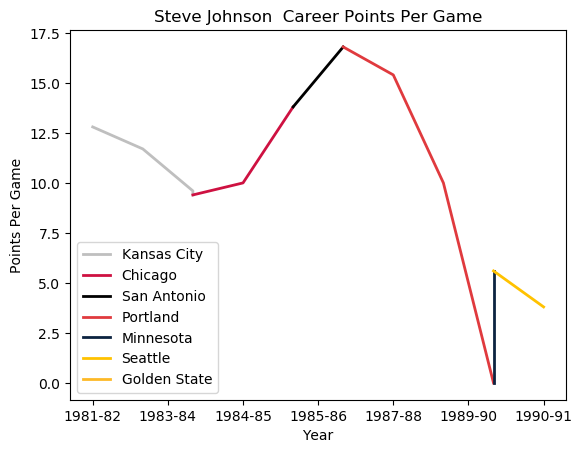 Steve Johnson  Career Points Per Game
Points Per Game
17.5
15.0
12.5
10.0
7.5
5.0
2.5
0.0
Kansas City
Chicago
San Antonio
Portland
Minnesota
Seattle
Golden State
1981-82 1983-84 1984-85 1985-86 1987-88 1989-90 1990-91
Year